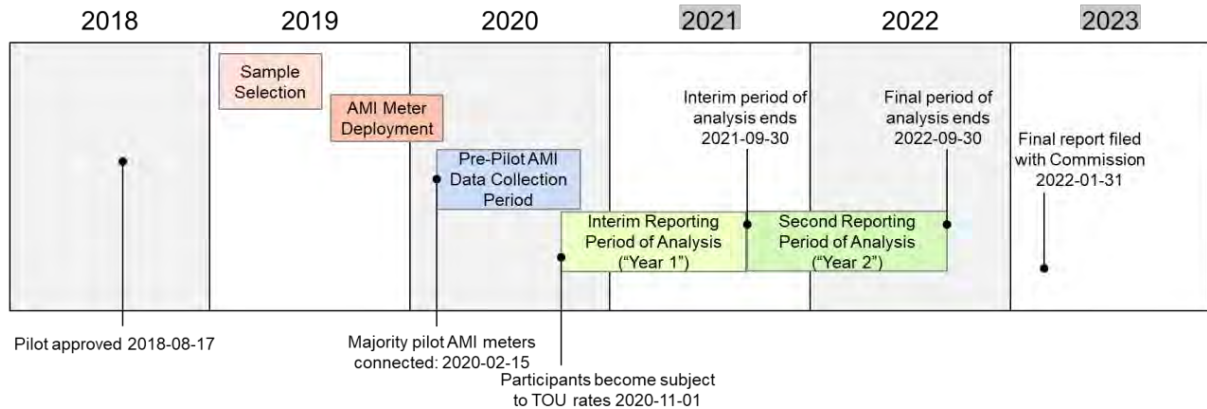 2018 2019 2020 2021 2022 2023
Sample
Selection
AMI Meter
Deployment
Pre-Pilot AMI
Data Collection
Period
Interim period of
analysis ends
2021-09-30
Final period of
analysis ends
2022-09-30
Final report filed
with Commission
2022-01-31
Interim Reporting
Period of Analysis
(“Year 1”)
Second Reporting
Period of Analysis
(“Year 2”)
Pilot approved 2018-08-17
Majority pilot AMI meters
connected: 2020-02-15
Participants become subject
to TOU rates 2020-11-01